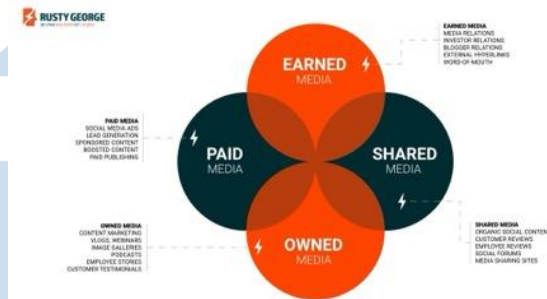 RUSTY GEORGE
EARNED MEDIA
MEDIA RELATIONS
INVESTOR RELATIONS
BLOGGER RELATIONS
EXTERNAL HYPERLINKS
WORD-OF-MOUTH
EARNED
MEDIA
PAID MEDIA
SOCIAL MEDIA ADS
LEAD GENERATION
SPONSORED CONTENT
BOOSTED CONTENT
PAID PUBLISHING
PAID
MEDIA
SHARED
MEDIA
OWNED MEDIA
CONTENT MARKETING
VLOGS, WEBINARS
IMAGE GALLERIES
PODCASTS
EMPLOYEE STORIES
CUSTOMER TESTIMONIALS
OWNED
MEDIA
SHARED MEDIA
ORGANIC SOCIAL CONTEN
CUSTOMER REVIEWS
EMPLOYEE REVIEWS
SOCIAL FORUMS
MEDIA SHARING SITES